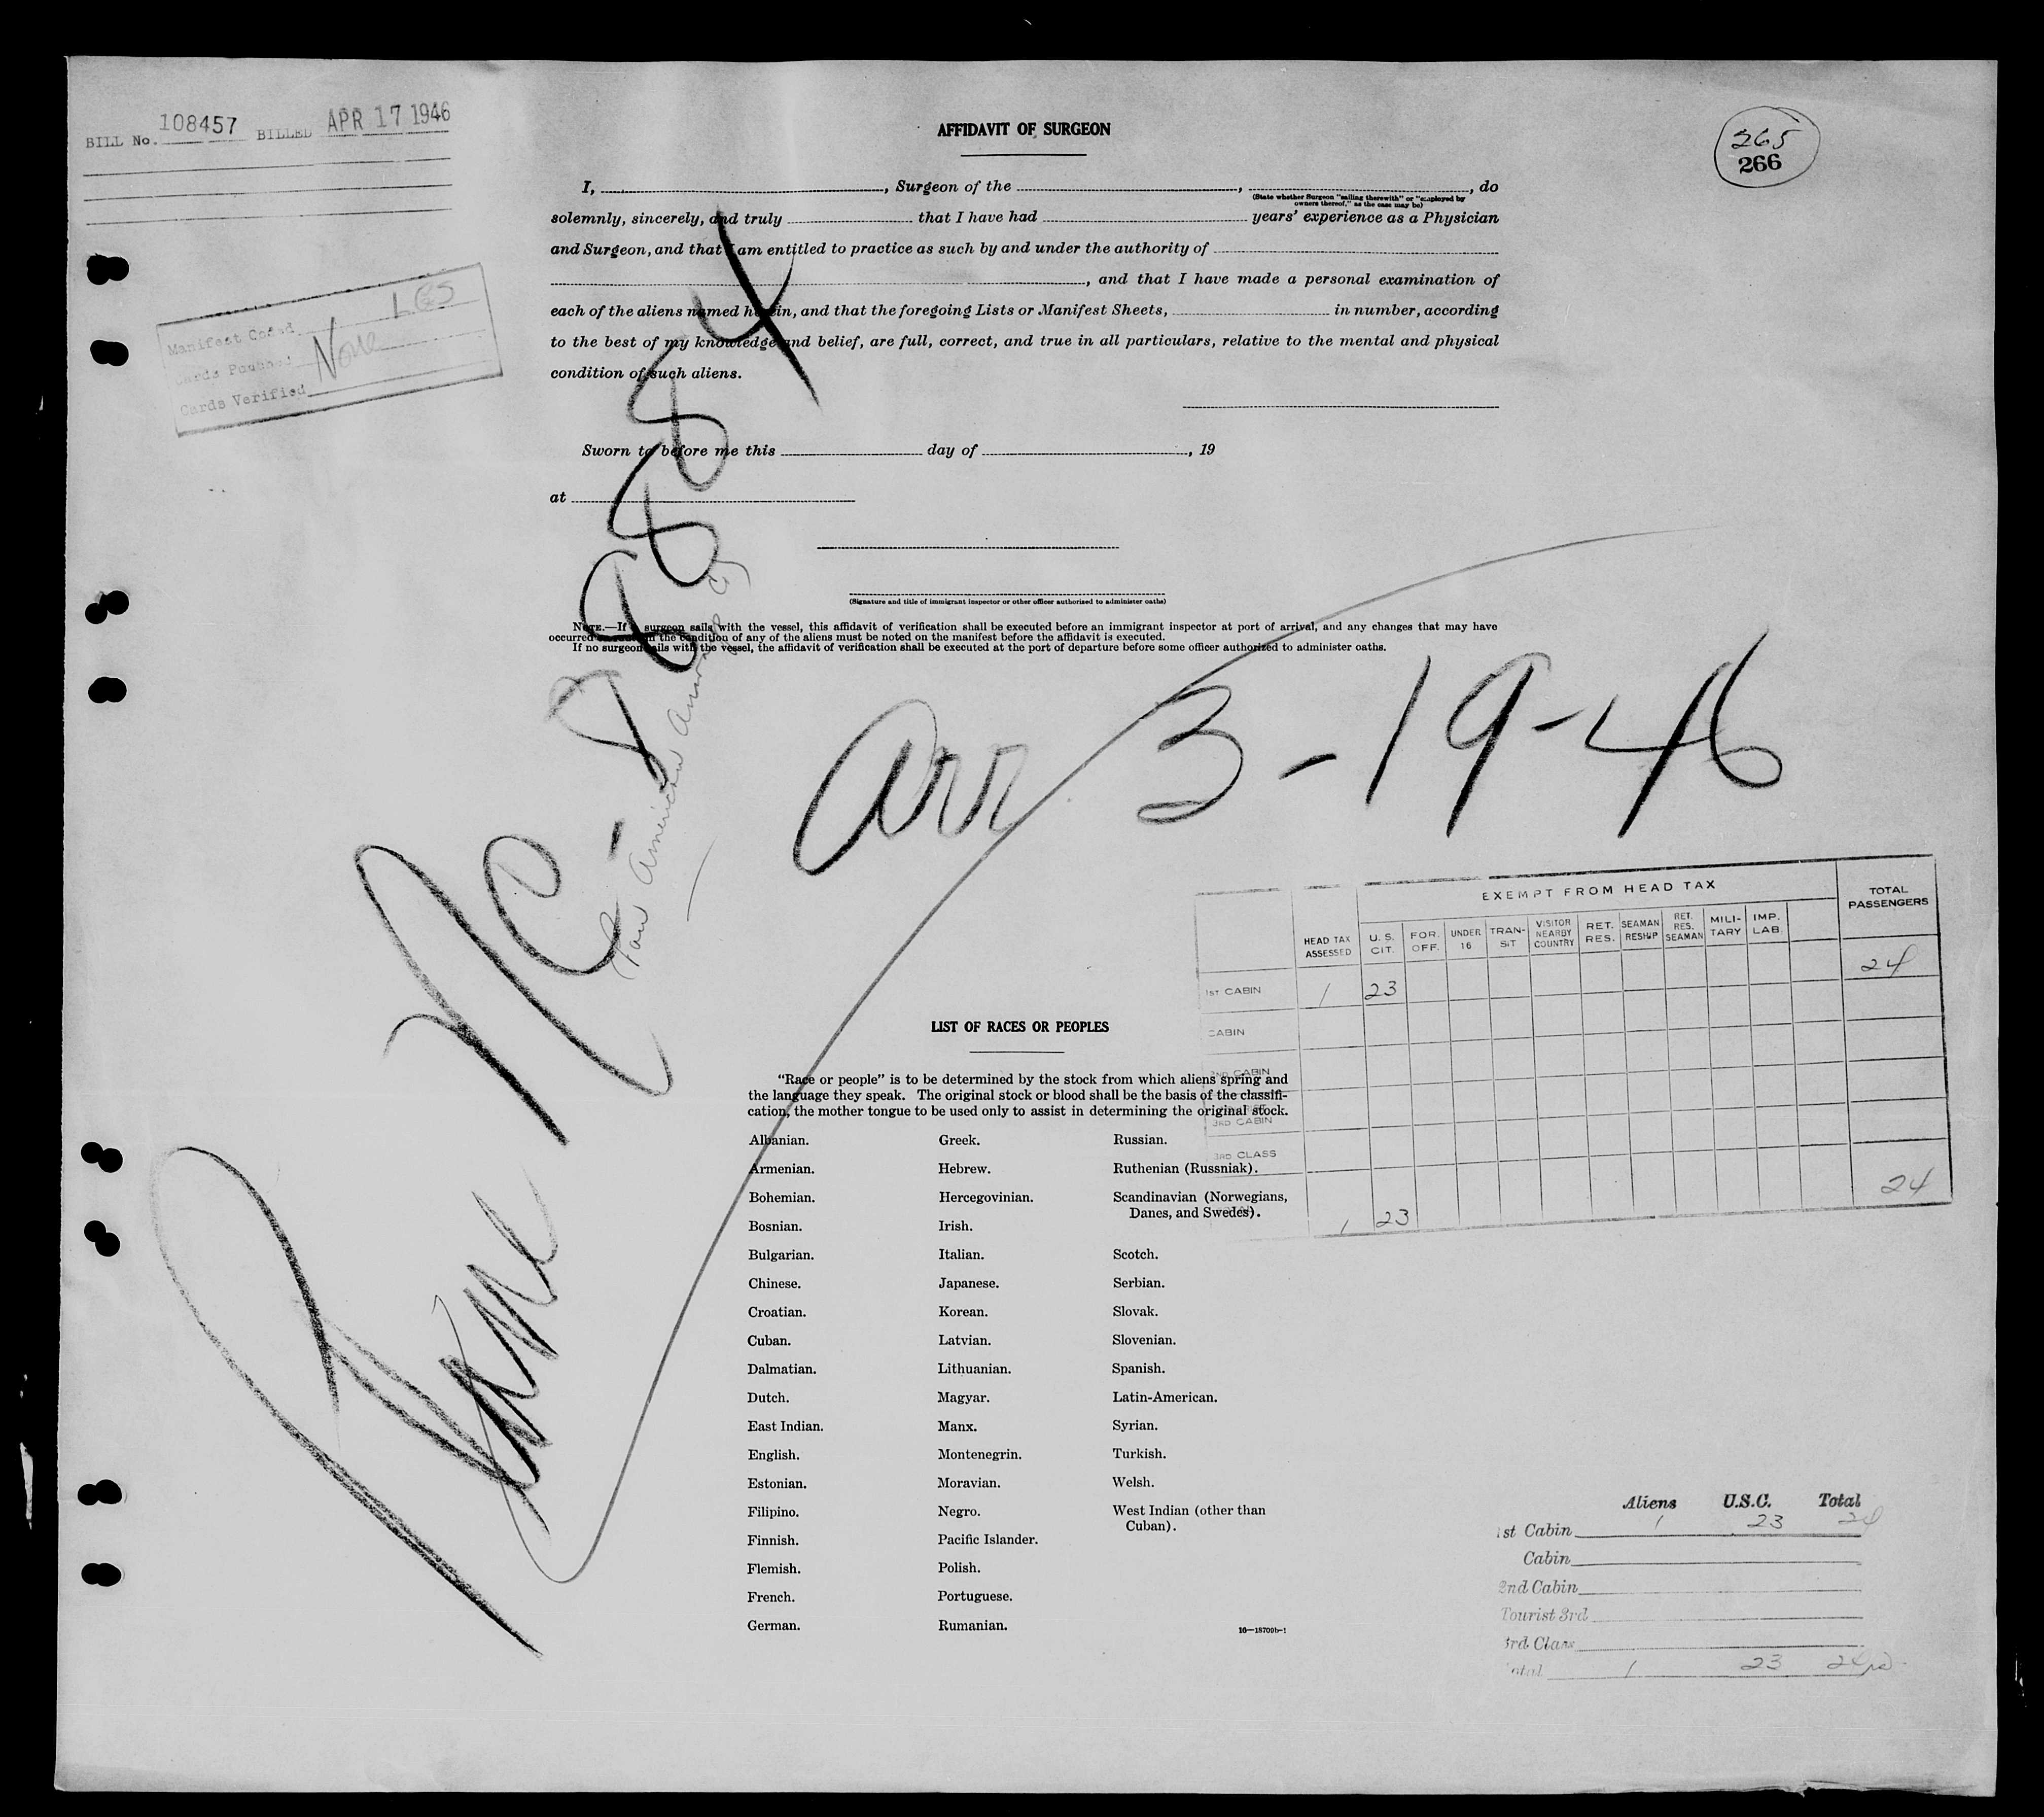 BILL No. 108457 BILLED APR 17 1946
265
266
AFFIDAVIT OF SURGEON
I, , Surgeon of the , , do
(State whether Surgeon "sailing therewith" or "employed by
owners thereof," as the case may be)
solemnly, sincerely, and truly that I have had years' experience as a Physician
and Surgeon, and that I am entitled to practice as such by and under the authority of
, and that I have made a personal examination of
each of the aliens named herein, and that the foregoing Lists or Manifest Sheets, in number, according
to the best of my knowledge and belief, are full, correct, and true in all particulars, relative to the mental and physical
condition of such aliens.
Manifest Coded
Cards Punched None
Cards Verified
Sworn to before me this day of , 19
at
(Signature and title of immigrant inspector or other officer authorized to administer oaths)
NOTE.—If a surgeon sails with the vessel, this affidavit of verification shall be executed before an immigrant inspector at port of arrival, and any changes that may have
occurred en route in the condition of any of the aliens must be noted on the manifest before the affidavit is executed.
If no surgeon sails with the vessel, the affidavit of verification shall be executed at the port of departure before some officer authorized to administer oaths.
Plane NC-88884
(Pan American Airways
Arr 3-19-46
EXEMPT FROM HEAD TAX
HEAD TAX ASSESSED U. S. CIT. FOR. OFF. UNDER 16 TRAN-SIT VISITOR NEARBY COUNTRY RET. RES. SEAMAN RESHIP RET. RES. SEAMAN MILI-TARY IMP. LAB. TOTAL PASSENGERS
1ST CABIN 1 23 24
CABIN
2ND CABIN
3RD CABIN
3RD CLASS
1 23 24
LIST OF RACES OR PEOPLES
"Race or people" is to be determined by the stock from which aliens spring and
the language they speak. The original stock or blood shall be the basis of the classifi-
cation, the mother tongue to be used only to assist in determining the original stock.
Albanian. Greek. Russian.
Armenian. Hebrew. Ruthenian (Russniak).
Bohemian. Hercegovinian. Scandinavian (Norwegians,
Danes, and Swedes).
Bosnian. Irish.
Bulgarian. Italian. Scotch.
Chinese. Japanese. Serbian.
Croatian. Korean. Slovak.
Cuban. Latvian. Slovenian.
Dalmatian. Lithuanian. Spanish.
Dutch. Magyar. Latin-American.
East Indian. Manx. Syrian.
English. Montenegrin. Turkish.
Estonian. Moravian. Welsh.
Filipino. Negro. West Indian (other than
Cuban).
Finnish. Pacific Islander.
Flemish. Polish.
French. Portuguese.
German. Rumanian.
16—18709b-1
Aliens U.S.C. Total
1st Cabin 1 23 24
Cabin
2nd Cabin
Tourist 3rd
3rd Class
Total 1 23 24